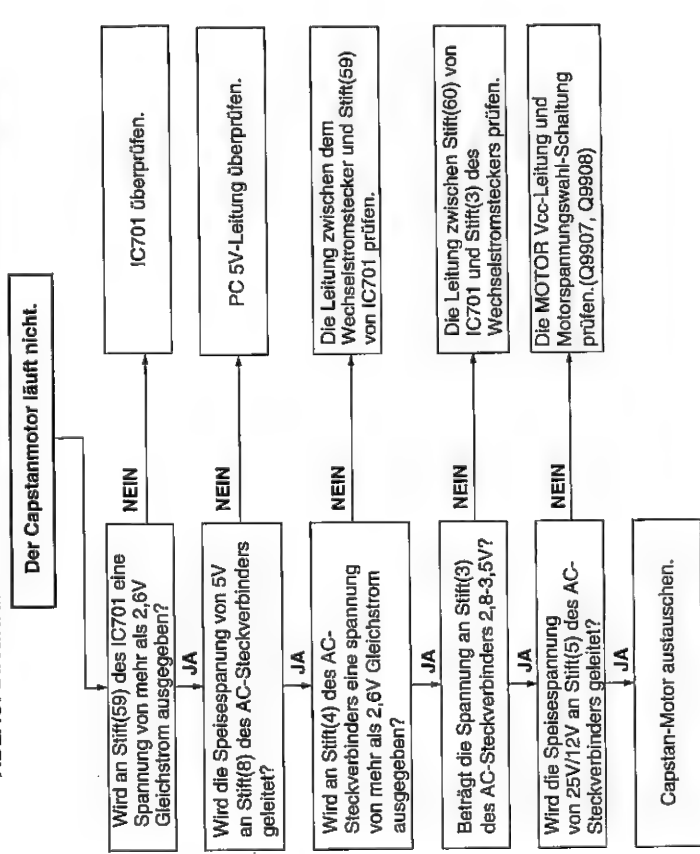 Der Capstanmotor läuft nicht.
Wird an Stift(59) des IC701 eine
Spannung von mehr als 2,6V
Gleichstrom ausgegeben?
NEIN
IC701 überprüfen.
JA
Wird die Speisespanung von 5V
an Stift(8) des AC-Steckverbinders
geleitet?
NEIN
PC 5V-Leitung überprüfen.
JA
Wird an Stift(4) des AC-
Steckverbinders eine spannung
von mehr als 2,6V Gleichstrom
ausgegeben?
NEIN
Die Leitung zwischen dem
Wechselstromstecker und Stift(59)
von IC701 prüfen.
JA
Beträgt die Spannung an Stift(3)
des AC-Steckverbinders 2,8-3,5V?
NEIN
Die Leitung zwischen Stift(60) von
IC701 und Stift(3) des
Wechselstromsteckers prüfen.
JA
Wird die Speisespannung
von 25V/12V an Stift(5) des AC-
Steckverbinders geleitet?
NEIN
Die MOTOR Vcc-Leitung und
Motorspannungswahl-Schaltung
prüfen.(Q9907, Q9908)
JA
Capstan-Motor austauschen.